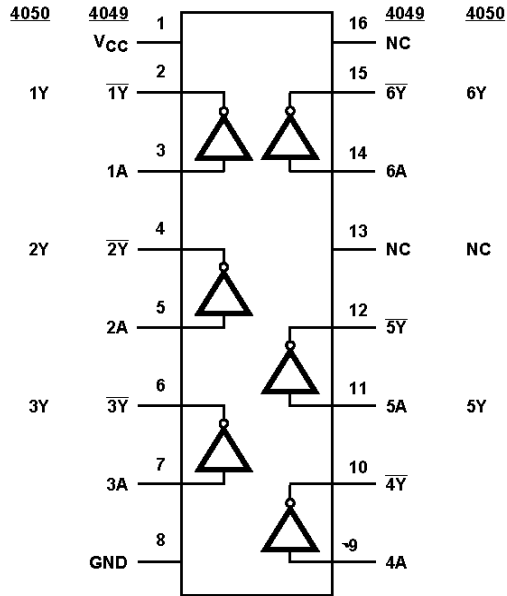 4050 4049 4049 4050
VCC 1 16 NC
1Y 1Y̅ 2 15 6Y̅ 6Y
1A 3 14 6A
2Y 2Y̅ 4 13 NC NC
2A 5 12 5Y̅
3Y 3Y̅ 6 11 5A 5Y
3A 7 10 4Y̅
GND 8 9 4A